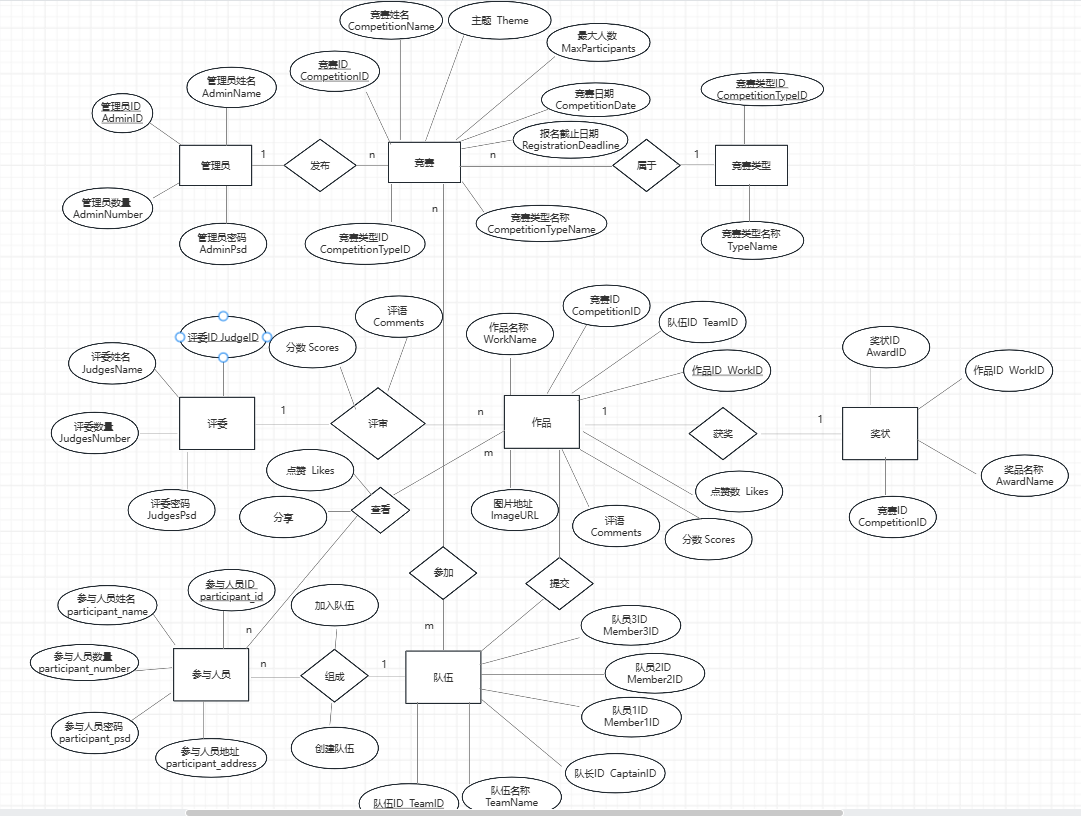 竞赛姓名
CompetitionName
主题  Theme
最大人数
MaxParticipants
竞赛ID
CompetitionID
管理员姓名
AdminName
管理员ID
AdminID
竞赛日期
CompetitionDate
竞赛类型ID
CompetitionTypeID
报名截止日期
RegistrationDeadline
管理员
1
发布
n
竞赛
n
属于
1
竞赛类型
管理员数量
AdminNumber
n
竞赛类型名称
CompetitionTypeName
管理员密码
AdminPsd
竞赛类型ID
CompetitionTypeID
竞赛类型名称
TypeName
评语
Comments
竞赛ID
CompetitionID
作品名称
WorkName
队伍ID  TeamID
评委ID JudgeID
分数 Scores
奖状ID
AwardID
评委姓名
JudgesName
作品ID  WorkID
作品ID  WorkID
评委
1
评审
n
作品
1
获奖
1
奖状
评委数量
JudgesNumber
m
点赞  Likes
奖品名称
AwardName
点赞数  Likes
评委密码
JudgesPsd
分享
查看
图片地址
ImageURL
评语
Comments
分数 Scores
竞赛ID
CompetitionID
参加
提交
参与人员ID
participant_id
参与人员姓名
participant_name
加入队伍
n
m
队员3ID
Member3ID
参与人员数量
participant_number
参与人员
n
组成
1
队伍
队员2ID
Member2ID
队员1ID
Member1ID
参与人员密码
participant_psd
参与人员地址
participant_address
创建队伍
队长ID  CaptainID
队伍ID  TeamID
队伍名称
TeamName